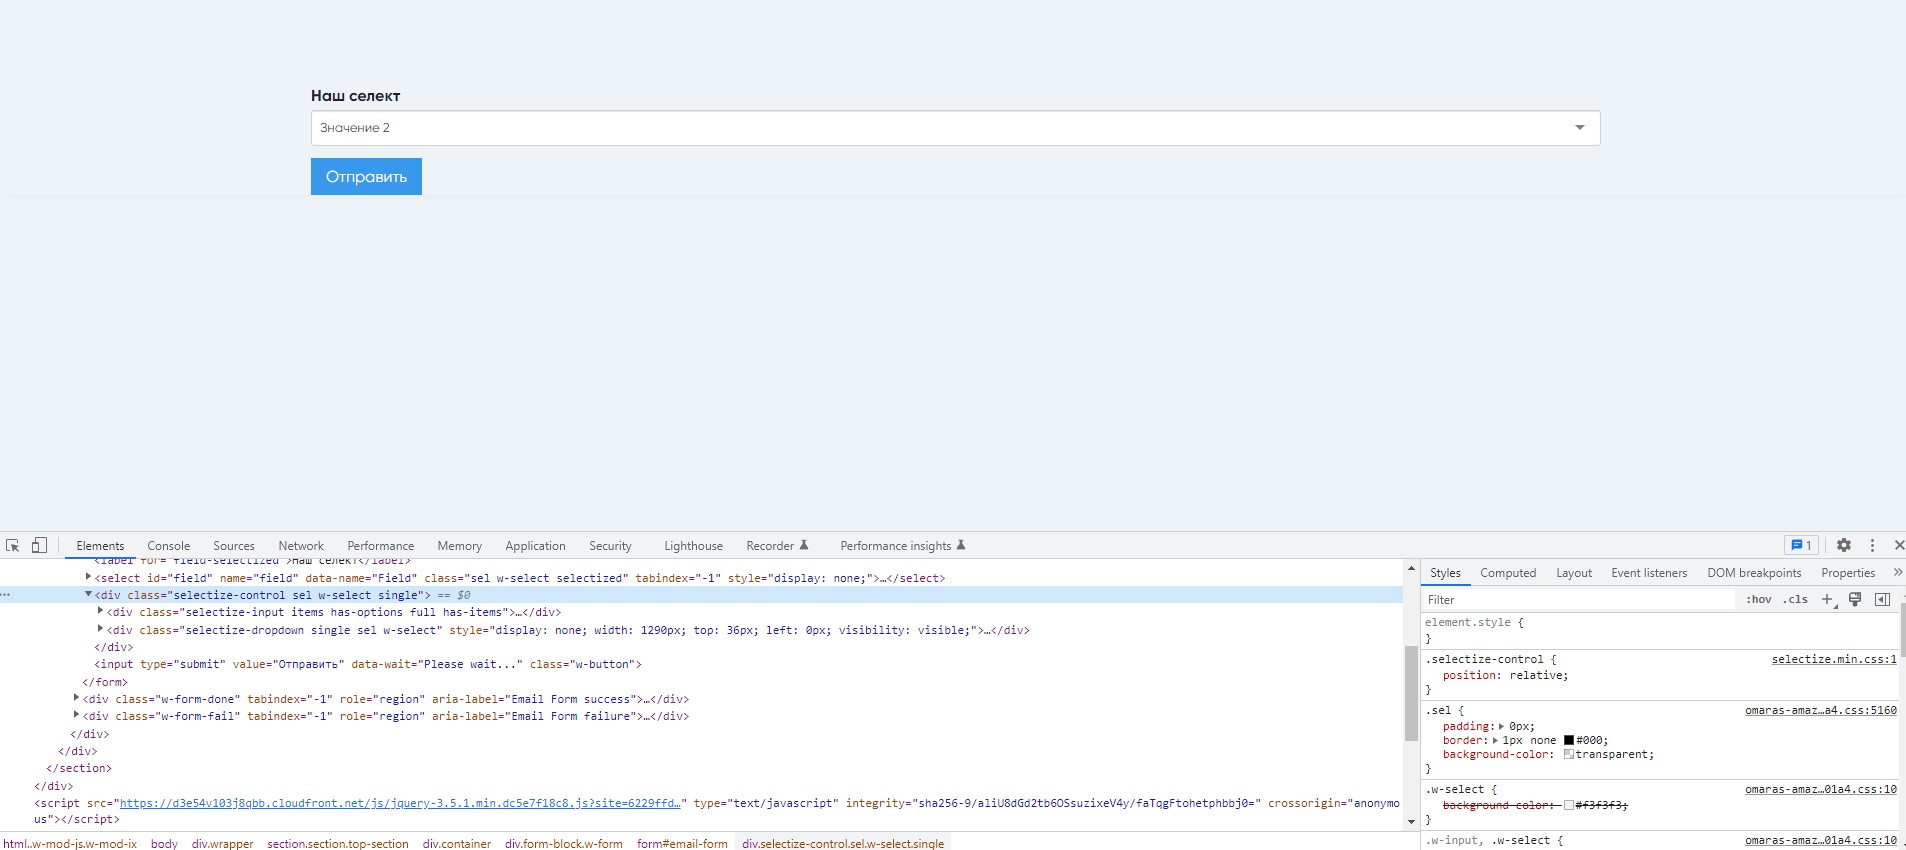 Наш селект
Значение 2
Отправить
Elements Console Sources Network Performance Memory Application Security Lighthouse Recorder Performance insights 1
<label for="field-selectized">Наш селект</label>
<select id="field" name="field" data-name="Field" class="sel w-select selectized" tabindex="-1" style="display: none;">…</select>
<div class="selectize-control sel w-select single"> == $0
<div class="selectize-input items has-options full has-items">…</div>
<div class="selectize-dropdown single sel w-select" style="display: none; width: 1290px; top: 36px; left: 0px; visibility: visible;">…</div>
</div>
<input type="submit" value="Отправить" data-wait="Please wait..." class="w-button">
</form>
<div class="w-form-done" tabindex="-1" role="region" aria-label="Email Form success">…</div>
<div class="w-form-fail" tabindex="-1" role="region" aria-label="Email Form failure">…</div>
</div>
</div>
</section>
</div>
<script src="https://d3e54v103j8qbb.cloudfront.net/js/jquery-3.5.1.min.dc5e7f18c8.js?site=6229ffd…" type="text/javascript" integrity="sha256-9/aliU8dGd2tb6OSsuzixeV4y/faTqgFtohetphbbj0=" crossorigin="anonymo
us"></script>
html..w-mod-js.w-mod-ix body div.wrapper section.section.top-section div.container div.form-block.w-form form#email-form div.selectize-control.sel.w-select.single
Styles Computed Layout Event listeners DOM breakpoints Properties »
Filter :hov .cls +
element.style {
}
.selectize-control { selectize.min.css:1
position: relative;
}
.sel { omaras-amaz…a4.css:5160
padding: 0px;
border: 1px none #000;
background-color: transparent;
}
.w-select { omaras-amaz…01a4.css:10
background-color: #f3f3f3;
}
.w-input, .w-select { omaras-amaz…01a4.css:10